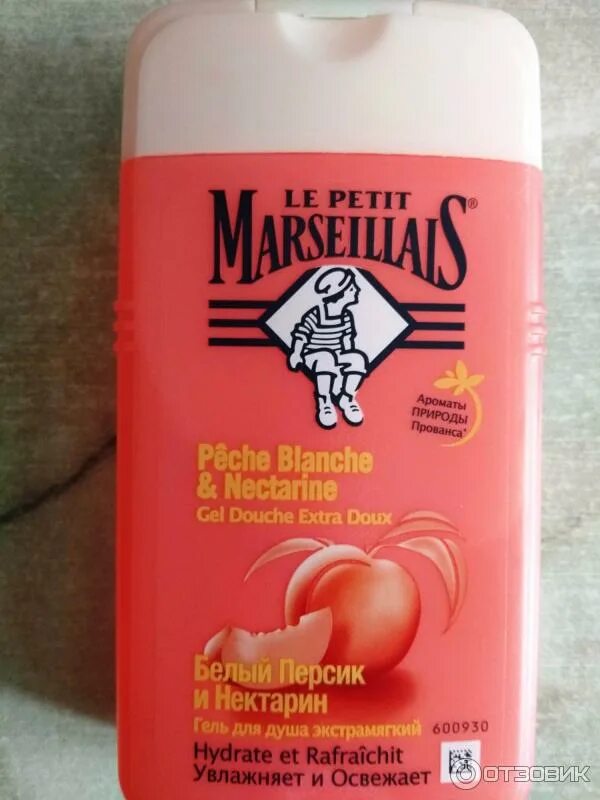 LE PETIT
MARSEILLAIS®
Ароматы
ПРИРОДЫ
Прованса*
Pêche Blanche
& Nectarine
Gel Douche Extra Doux
Белый Персик
и Нектарин
Гель для душа экстрамягкий
600930
Hydrate et Rafraîchit
Увлажняет и Освежает
ОТЗОВИК